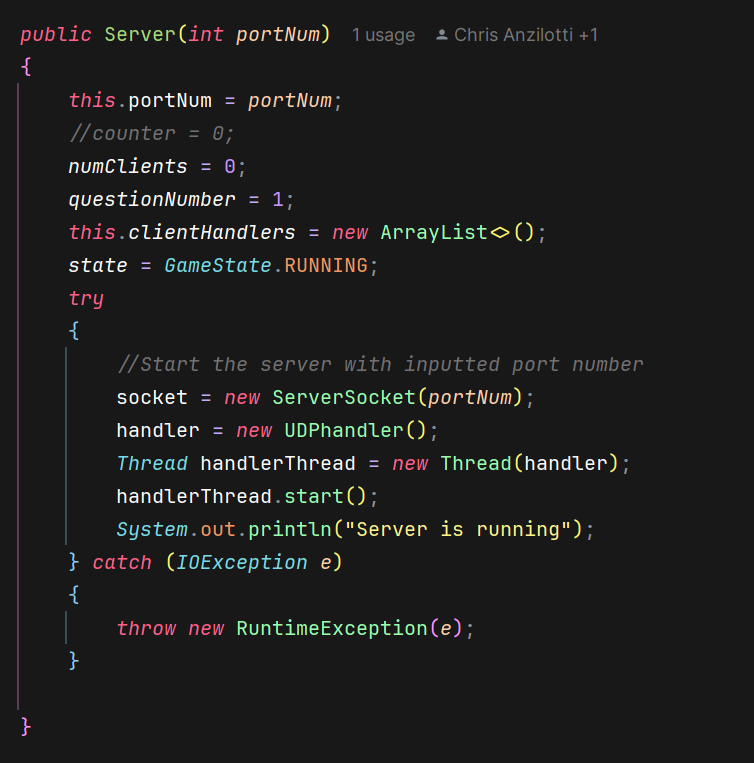 public Server(int portNum) 1 usage Chris Anzilotti +1
{
    this.portNum = portNum;
    //counter = 0;
    numClients = 0;
    questionNumber = 1;
    this.clientHandlers = new ArrayList<>();
    state = GameState.RUNNING;
    try
    {
        //Start the server with inputted port number
        socket = new ServerSocket(portNum);
        handler = new UDPhandler();
        Thread handlerThread = new Thread(handler);
        handlerThread.start();
        System.out.println("Server is running");
    } catch (IOException e)
    {
        throw new RuntimeException(e);
    }
}